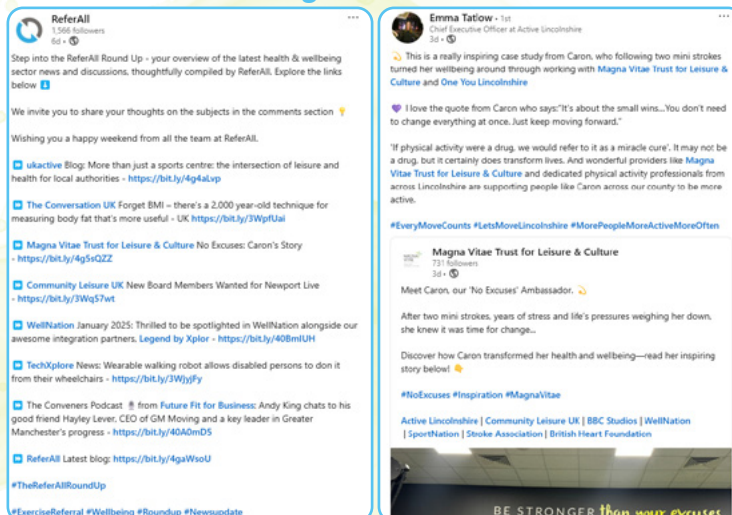 ReferAll
1,566 followers
6d •
Step into the ReferAll Round Up - your overview of the latest health & wellbeing
sector news and discussions, thoughtfully compiled by ReferAll. Explore the links
below
We invite you to share your thoughts on the subjects in the comments section
Wishing you a happy weekend from all the team at ReferAll.
ukactive Blog: More than just a sports centre: the intersection of leisure and
health for local authorities - https://bit.ly/4g4aLvp
The Conversation UK Forget BMI – there's a 2,000 year-old technique for
measuring body fat that's more useful - UK https://bit.ly/3WpfUai
Magna Vitae Trust for Leisure & Culture No Excuses: Caron's Story
- https://bit.ly/4g5sQZZ
Community Leisure UK New Board Members Wanted for Newport Live
- https://bit.ly/3WqS7wt
WellNation January 2025: Thrilled to be spotlighted in WellNation alongside our
awesome integration partners, Legend by Xplor - https://bit.ly/40BmIUH
TechXplore News: Wearable walking robot allows disabled persons to don it
from their wheelchairs - https://bit.ly/3WjyjFy
The Conveners Podcast from Future Fit for Business: Andy King chats to his
good friend Hayley Lever, CEO of GM Moving and a key leader in Greater
Manchester's progress - https://bit.ly/40A0mD5
ReferAll Latest blog: https://bit.ly/4gaWsoU
#TheReferAllRoundUp
#ExerciseReferral #Wellbeing #Roundup #Newsupdate
Emma Tatlow • 1st
Chief Executive Officer at Active Lincolnshire
3d •
This is a really inspiring case study from Caron, who following two mini strokes
turned her wellbeing around through working with Magna Vitae Trust for Leisure &
Culture and One You Lincolnshire
I love the quote from Caron who says:"It's about the small wins...You don't need
to change everything at once. Just keep moving forward."
'If physical activity were a drug, we would refer to it as a miracle cure'. It may not be
a drug, but it certainly does transform lives. And wonderful providers like Magna
Vitae Trust for Leisure & Culture and dedicated physical activity professionals from
across Lincolnshire are supporting people like Caron across our county to be more
active.
#EveryMoveCounts #LetsMoveLincolnshire #MorePeopleMoreActiveMoreOften
Magna Vitae Trust for Leisure & Culture
731 followers
3d •
Meet Caron, our 'No Excuses' Ambassador.
After two mini strokes, years of stress and life's pressures weighing her down,
she knew it was time for change...
Discover how Caron transformed her health and wellbeing—read her inspiring
story below!
#NoExcuses #Inspiration #MagnaVitae
Active Lincolnshire | Community Leisure UK | BBC Studios | WellNation
| SportNation | Stroke Association | British Heart Foundation
BE STRONGER than your excuses